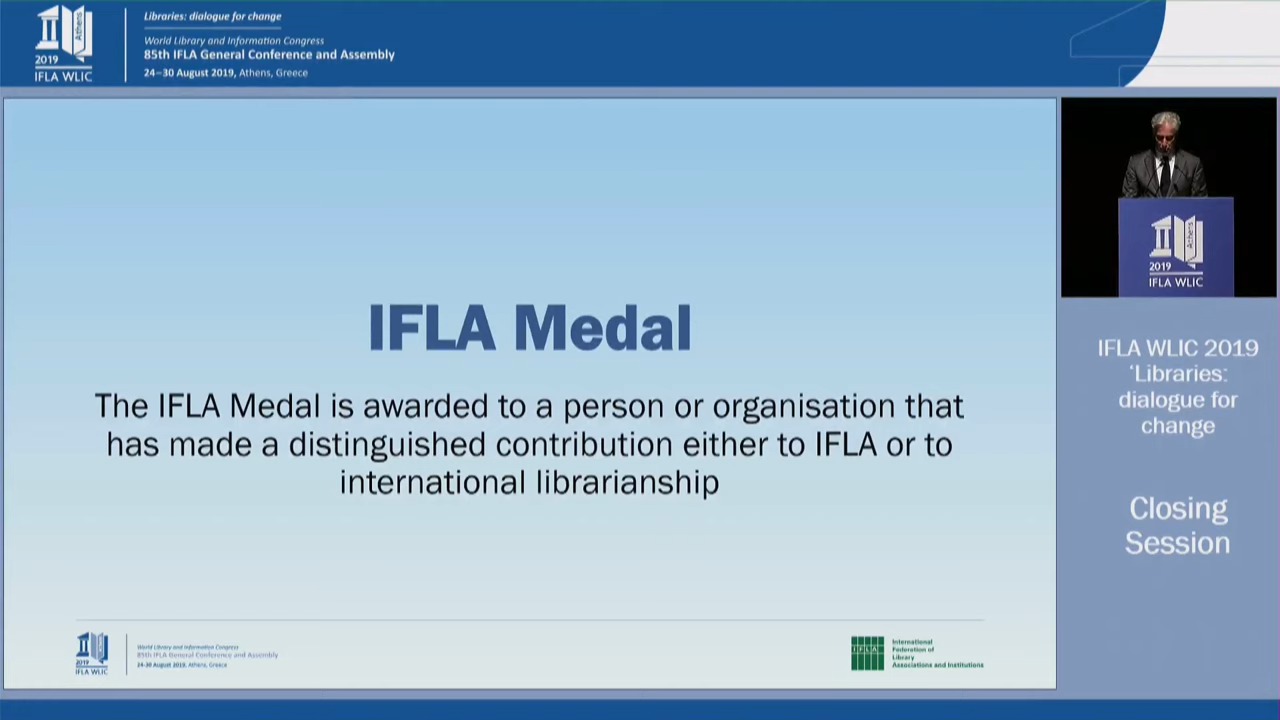 Libraries: dialogue for change
World Library and Information Congress
85th IFLA General Conference and Assembly
24–30 August 2019, Athens, Greece
Athens
2019
IFLA WLIC
IFLA Medal
The IFLA Medal is awarded to a person or organisation that
has made a distinguished contribution either to IFLA or to
international librarianship
Athens
2019
IFLA WLIC
IFLA WLIC 2019
‘Libraries:
dialogue for
change
Closing
Session
2019
IFLA WLIC
World Library and Information Congress
85th IFLA General Conference and Assembly
24-30 August 2019, Athens, Greece
IFLA
International
Federation of
Library
Associations and Institutions